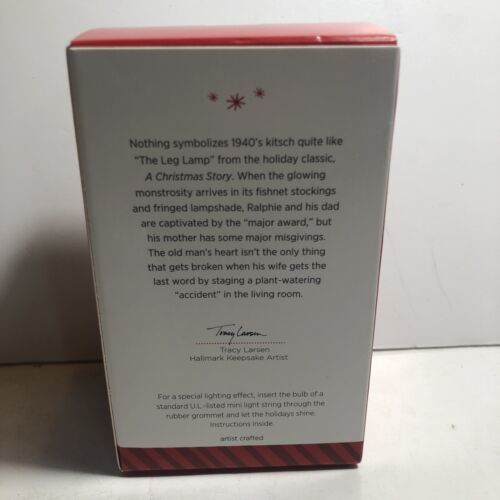 Nothing symbolizes 1940's kitsch quite like
"The Leg Lamp" from the holiday classic,
A Christmas Story. When the glowing
monstrosity arrives in its fishnet stockings
and fringed lampshade, Ralphie and his dad
are captivated by the "major award," but
his mother has some major misgivings.
The old man's heart isn't the only thing
that gets broken when his wife gets the
last word by staging a plant-watering
"accident" in the living room.
Tracy Larsen
Tracy Larsen
Hallmark Keepsake Artist
For a special lighting effect, insert the bulb of a
standard U.L.-listed mini light string through the
rubber grommet and let the holidays shine.
Instructions inside.
artist crafted